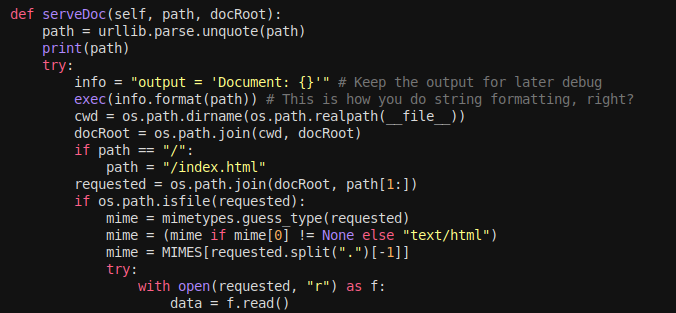 def serveDoc(self, path, docRoot):
    path = urllib.parse.unquote(path)
    print(path)
    try:
        info = "output = 'Document: {}'" # Keep the output for later debug
        exec(info.format(path)) # This is how you do string formatting, right?
        cwd = os.path.dirname(os.path.realpath(__file__))
        docRoot = os.path.join(cwd, docRoot)
        if path == "/":
            path = "/index.html"
        requested = os.path.join(docRoot, path[1:])
        if os.path.isfile(requested):
            mime = mimetypes.guess_type(requested)
            mime = (mime if mime[0] != None else "text/html")
            mime = MIMES[requested.split(".")[-1]]
            try:
                with open(requested, "r") as f:
                    data = f.read()